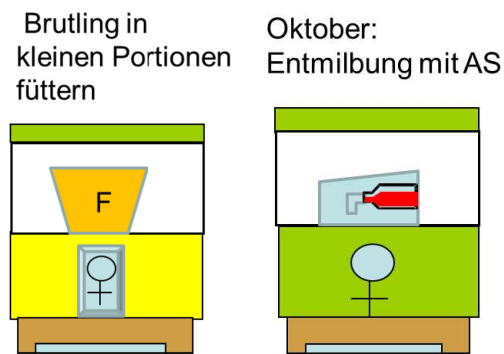 Brutling in
kleinen Portionen
füttern
Oktober:
Entmilbung mit AS
F